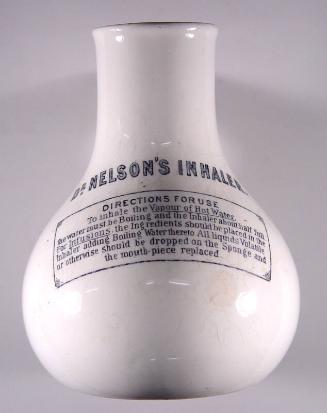 DR NELSON'S INHALER
DIRECTIONS FOR USE
To inhale the Vapour of Hot Water,
the water must be Boiling and the Inhaler about half full
For Infusions, the Ingredients should be placed in the
Inhaler adding Boiling Water thereto All liquids Volatile
or otherwise should be dropped on the Sponge and
the mouth-piece replaced